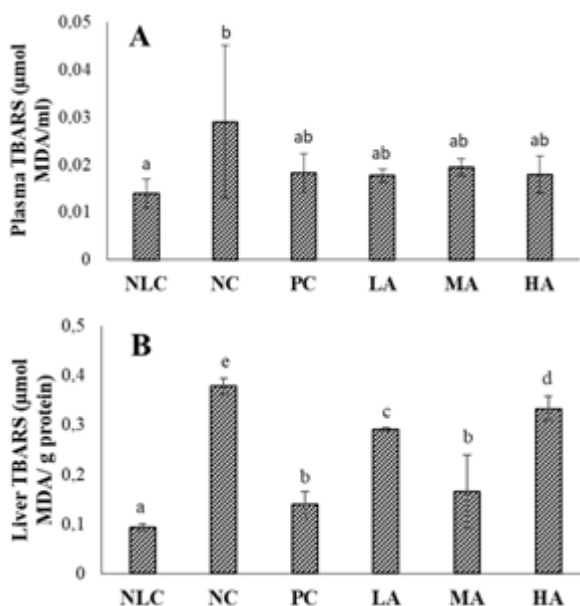 A
Plasma TBARS (µmol
MDA/ml)
0,05
0,04
0,03
0,02
0,01
0
a
b
ab
ab
ab
ab
NLC NC PC LA MA HA
B
Liver TBARS (µmol
MDA/ g protein)
0,5
0,4
0,3
0,2
0,1
0
a
e
b
c
b
d
NLC NC PC LA MA HA